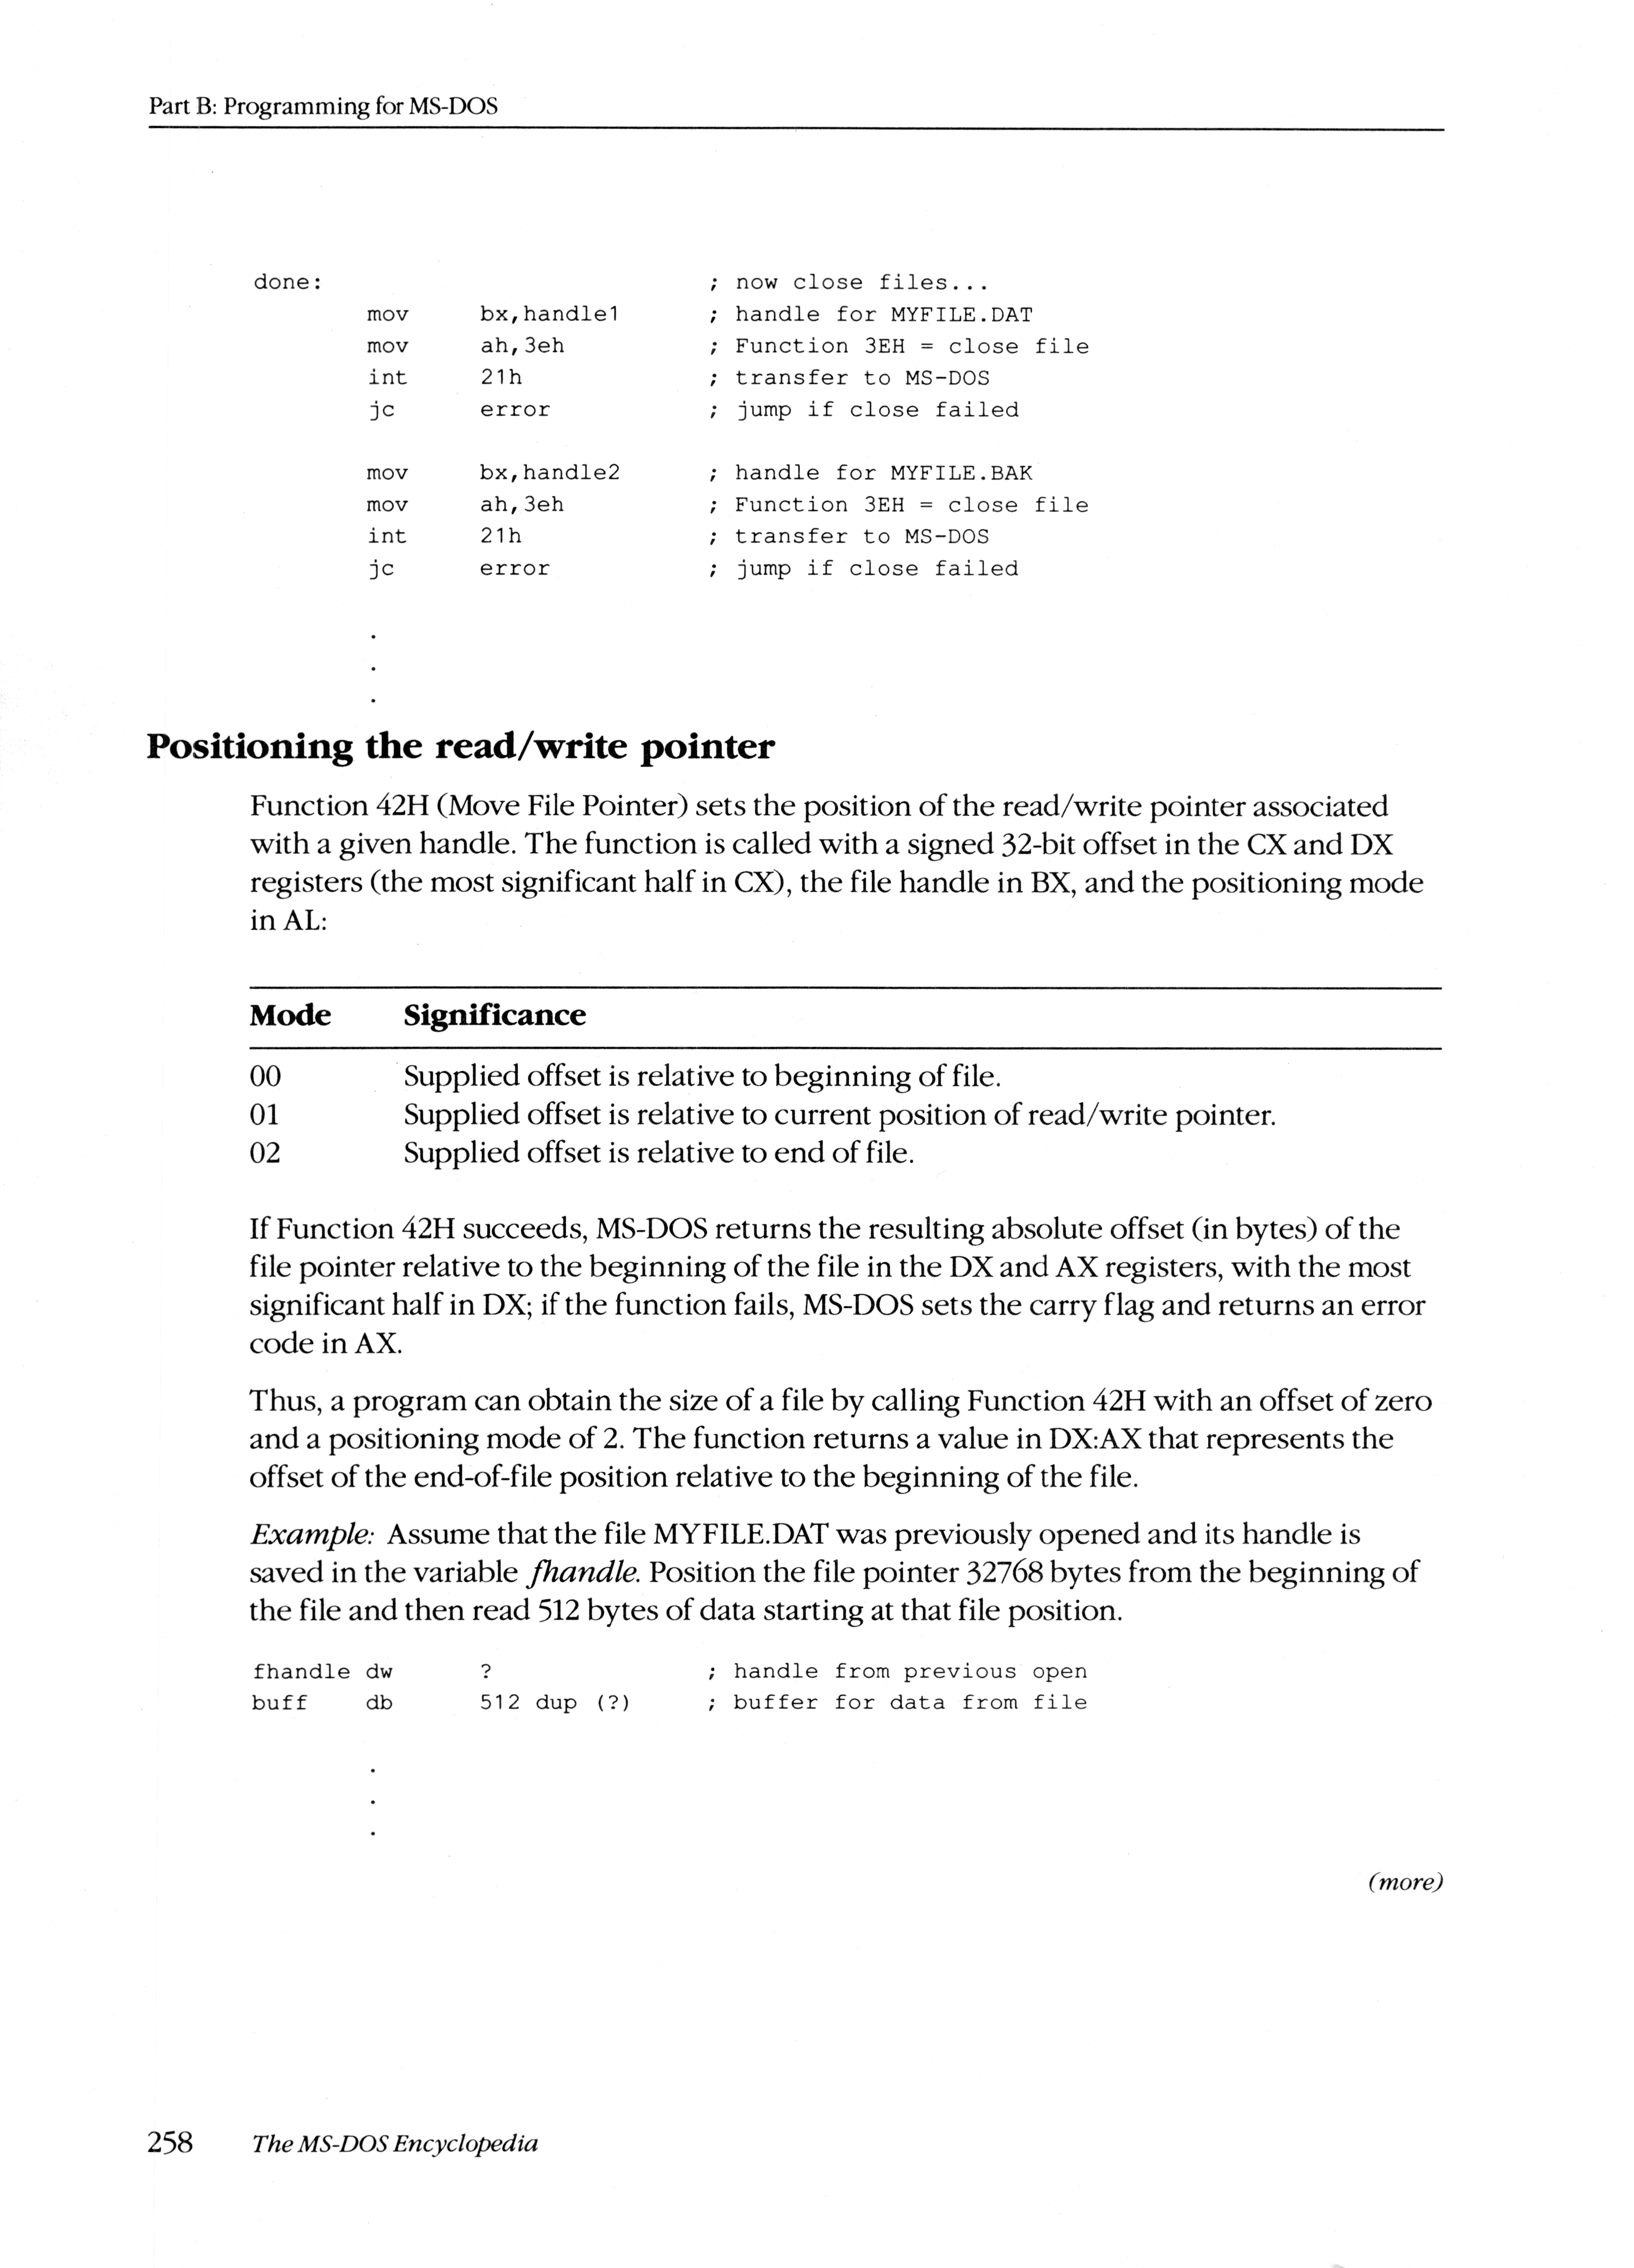 Part B: Programming for MS-DOS
done: ; now close files...
mov bx,handle1 ; handle for MYFILE.DAT
mov ah,3eh ; Function 3EH = close file
int 21h ; transfer to MS-DOS
jc error ; jump if close failed
mov bx,handle2 ; handle for MYFILE.BAK
mov ah,3eh ; Function 3EH = close file
int 21h ; transfer to MS-DOS
jc error ; jump if close failed
.
.
.
Positioning the read/write pointer
Function 42H (Move File Pointer) sets the position of the read/write pointer associated
with a given handle. The function is called with a signed 32-bit offset in the CX and DX
registers (the most significant half in CX), the file handle in BX, and the positioning mode
in AL:
Mode Significance
00 Supplied offset is relative to beginning of file.
01 Supplied offset is relative to current position of read/write pointer.
02 Supplied offset is relative to end of file.
If Function 42H succeeds, MS-DOS returns the resulting absolute offset (in bytes) of the
file pointer relative to the beginning of the file in the DX and AX registers, with the most
significant half in DX; if the function fails, MS-DOS sets the carry flag and returns an error
code in AX.
Thus, a program can obtain the size of a file by calling Function 42H with an offset of zero
and a positioning mode of 2. The function returns a value in DX:AX that represents the
offset of the end-of-file position relative to the beginning of the file.
Example: Assume that the file MYFILE.DAT was previously opened and its handle is
saved in the variable fhandle. Position the file pointer 32768 bytes from the beginning of
the file and then read 512 bytes of data starting at that file position.
fhandle dw ? ; handle from previous open
buff db 512 dup (?) ; buffer for data from file
.
.
.
(more)
258 The MS-DOS Encyclopedia